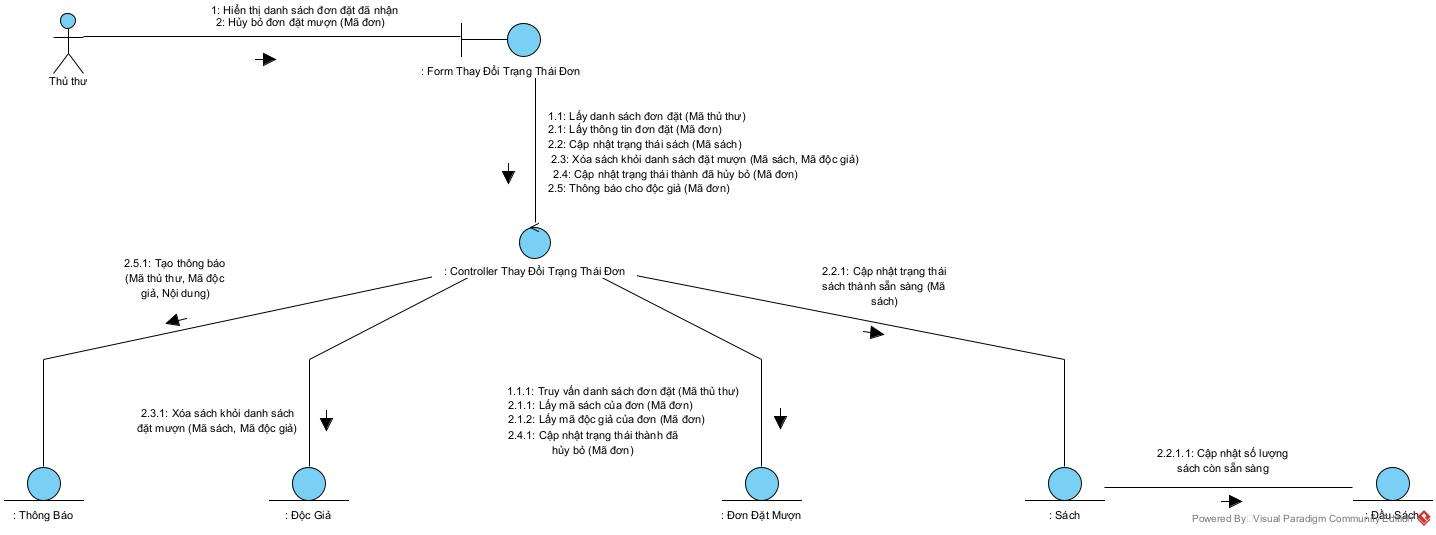 1: Hiển thị danh sách đơn đặt đã nhận
2: Hủy bỏ đơn đặt mượn (Mã đơn)
Thủ thư
: Form Thay Đổi Trạng Thái Đơn
1.1: Lấy danh sách đơn đặt (Mã thủ thư)
2.1: Lấy thông tin đơn đặt (Mã đơn)
2.2: Cập nhật trạng thái sách (Mã sách)
2.3: Xóa sách khỏi danh sách đặt mượn (Mã sách, Mã độc giả)
2.4: Cập nhật trạng thái thành đã hủy bỏ (Mã đơn)
2.5: Thông báo cho độc giả (Mã đơn)
: Controller Thay Đổi Trạng Thái Đơn
2.5.1: Tạo thông báo
(Mã thủ thư, Mã độc
giả, Nội dung)
2.2.1: Cập nhật trạng thái
sách thành sẵn sàng (Mã
sách)
2.3.1: Xóa sách khỏi danh sách
đặt mượn (Mã sách, Mã độc giả)
1.1.1: Truy vấn danh sách đơn đặt (Mã thủ thư)
2.1.1: Lấy mã sách của đơn (Mã đơn)
2.1.2: Lấy mã độc giả của đơn (Mã đơn)
2.4.1: Cập nhật trạng thái thành đã
hủy bỏ (Mã đơn)
2.2.1.1: Cập nhật số lượng
sách còn sẵn sàng
: Thông Báo
: Độc Giả
: Đơn Đặt Mượn
: Sách
: Đầu Sách
Powered By Visual Paradigm Community Edition